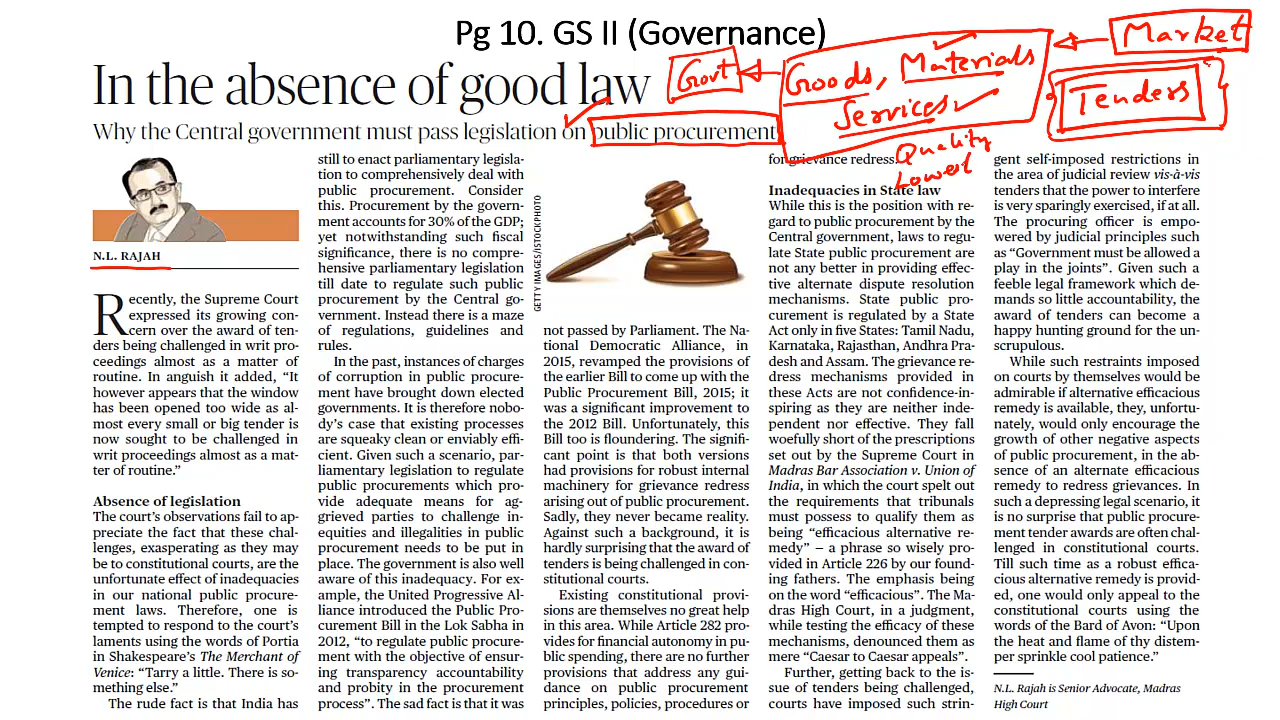 Pg 10. GS II (Governance)
In the absence of good law
Why the Central government must pass legislation on public procurement
Govt
Goods, Materials
Services
Quality
Lowest
Market
Tenders
N.L. RAJAH
Recently, the Supreme Court
expressed its growing con-
cern over the award of ten-
ders being challenged in writ pro-
ceedings almost as a matter of
routine. In anguish it added, “It
however appears that the window
has been opened too wide as al-
most every small or big tender is
now sought to be challenged in
writ proceedings almost as a mat-
ter of routine.”
Absence of legislation
The court’s observations fail to ap-
preciate the fact that these chal-
lenges, exasperating as they may
be to constitutional courts, are the
unfortunate effect of inadequacies
in our national public procure-
ment laws. Therefore, one is
tempted to respond to the court’s
laments using the words of Portia
in Shakespeare’s The Merchant of
Venice: “Tarry a little. There is so-
mething else.”
The rude fact is that India has
still to enact parliamentary legisla-
tion to comprehensively deal with
public procurement. Consider
this. Procurement by the govern-
ment accounts for 30% of the GDP;
yet notwithstanding such fiscal
significance, there is no compre-
hensive parliamentary legislation
till date to regulate such public
procurement by the Central go-
vernment. Instead there is a maze
of regulations, guidelines and
rules.
In the past, instances of charges
of corruption in public procure-
ment have brought down elected
governments. It is therefore nobo-
dy’s case that existing processes
are squeaky clean or enviably effi-
cient. Given such a scenario, par-
liamentary legislation to regulate
public procurements which pro-
vide adequate means for ag-
grieved parties to challenge in-
equities and illegalities in public
procurement needs to be put in
place. The government is also well
aware of this inadequacy. For ex-
ample, the United Progressive Al-
liance introduced the Public Pro-
curement Bill in the Lok Sabha in
2012, “to regulate public procure-
ment with the objective of ensur-
ing transparency accountability
and probity in the procurement
process”. The sad fact is that it was
GETTY IMAGES/ISTOCKPHOTO
not passed by Parliament. The Na-
tional Democratic Alliance, in
2015, revamped the provisions of
the earlier Bill to come up with the
Public Procurement Bill, 2015; it
was a significant improvement to
the 2012 Bill. Unfortunately, this
Bill too is floundering. The signifi-
cant point is that both versions
had provisions for robust internal
machinery for grievance redress
arising out of public procurement.
Sadly, they never became reality.
Against such a background, it is
hardly surprising that the award of
tenders is being challenged in con-
stitutional courts.
Existing constitutional provi-
sions are themselves no great help
in this area. While Article 282 pro-
vides for financial autonomy in pu-
blic spending, there are no further
provisions that address any gui-
dance on public procurement
principles, policies, procedures or
for grievance redress.
Inadequacies in State law
While this is the position with re-
gard to public procurement by the
Central government, laws to regu-
late State public procurement are
not any better in providing effec-
tive alternate dispute resolution
mechanisms. State public pro-
curement is regulated by a State
Act only in five States: Tamil Nadu,
Karnataka, Rajasthan, Andhra Pra-
desh and Assam. The grievance re-
dress mechanisms provided in
these Acts are not confidence-in-
spiring as they are neither inde-
pendent nor effective. They fall
woefully short of the prescriptions
set out by the Supreme Court in
Madras Bar Association v. Union of
India, in which the court spelt out
the requirements that tribunals
must possess to qualify them as
being “efficacious alternative re-
medy” – a phrase so wisely pro-
vided in Article 226 by our found-
ing fathers. The emphasis being
on the word “efficacious”. The Ma-
dras High Court, in a judgment,
while testing the efficacy of these
mechanisms, denounced them as
mere “Caesar to Caesar appeals”.
Further, getting back to the is-
sue of tenders being challenged,
courts have imposed such strin-
gent self-imposed restrictions in
the area of judicial review vis-à-vis
tenders that the power to interfere
is very sparingly exercised, if at all.
The procuring officer is empo-
wered by judicial principles such
as “Government must be allowed a
play in the joints”. Given such a
feeble legal framework which de-
mands so little accountability, the
award of tenders can become a
happy hunting ground for the un-
scrupulous.
While such restraints imposed
on courts by themselves would be
admirable if alternative efficacious
remedy is available, they, unfortu-
nately, would only encourage the
growth of other negative aspects
of public procurement, in the ab-
sence of an alternate efficacious
remedy to redress grievances. In
such a depressing legal scenario, it
is no surprise that public procure-
ment tender awards are often chal-
lenged in constitutional courts.
Till such time as a robust effica-
cious alternative remedy is provid-
ed, one would only appeal to the
constitutional courts using the
words of the Bard of Avon: “Upon
the heat and flame of thy distem-
per sprinkle cool patience.”
N.L. Rajah is Senior Advocate, Madras
High Court